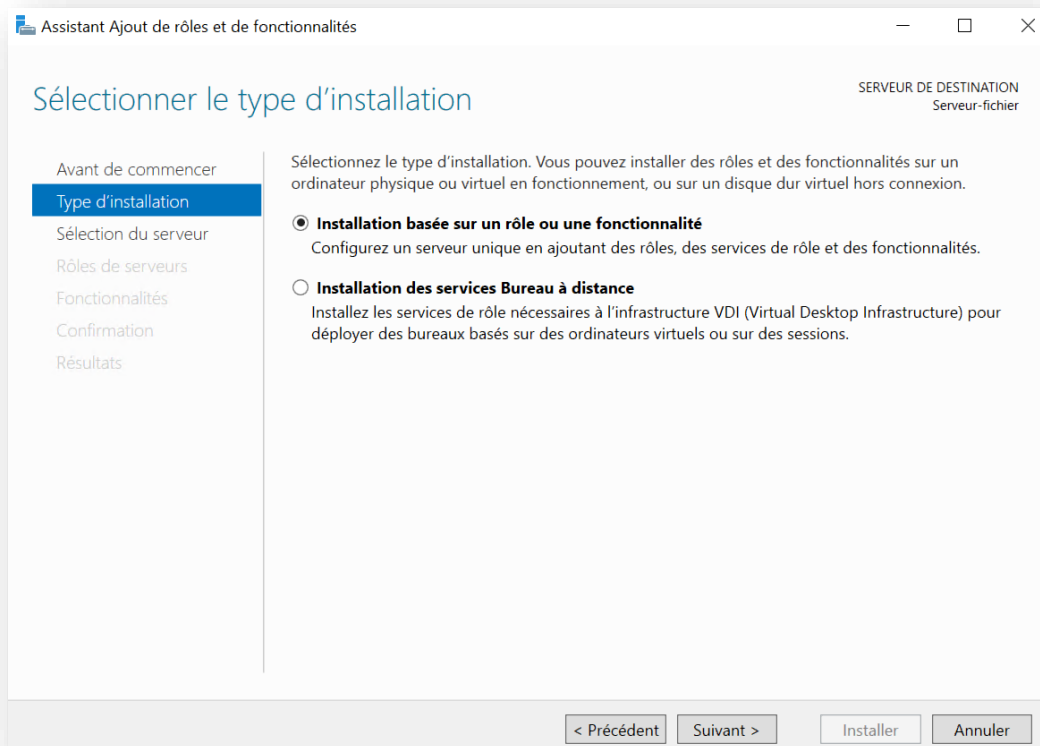 Assistant Ajout de rôles et de fonctionnalités
Sélectionner le type d’installation
SERVEUR DE DESTINATION
Serveur-fichier
Avant de commencer
Type d’installation
Sélection du serveur
Rôles de serveurs
Fonctionnalités
Confirmation
Résultats
Sélectionnez le type d’installation. Vous pouvez installer des rôles et des fonctionnalités sur un
ordinateur physique ou virtuel en fonctionnement, ou sur un disque dur virtuel hors connexion.
Installation basée sur un rôle ou une fonctionnalité
Configurez un serveur unique en ajoutant des rôles, des services de rôle et des fonctionnalités.
Installation des services Bureau à distance
Installez les services de rôle nécessaires à l’infrastructure VDI (Virtual Desktop Infrastructure) pour
déployer des bureaux basés sur des ordinateurs virtuels ou sur des sessions.
< Précédent
Suivant >
Installer
Annuler